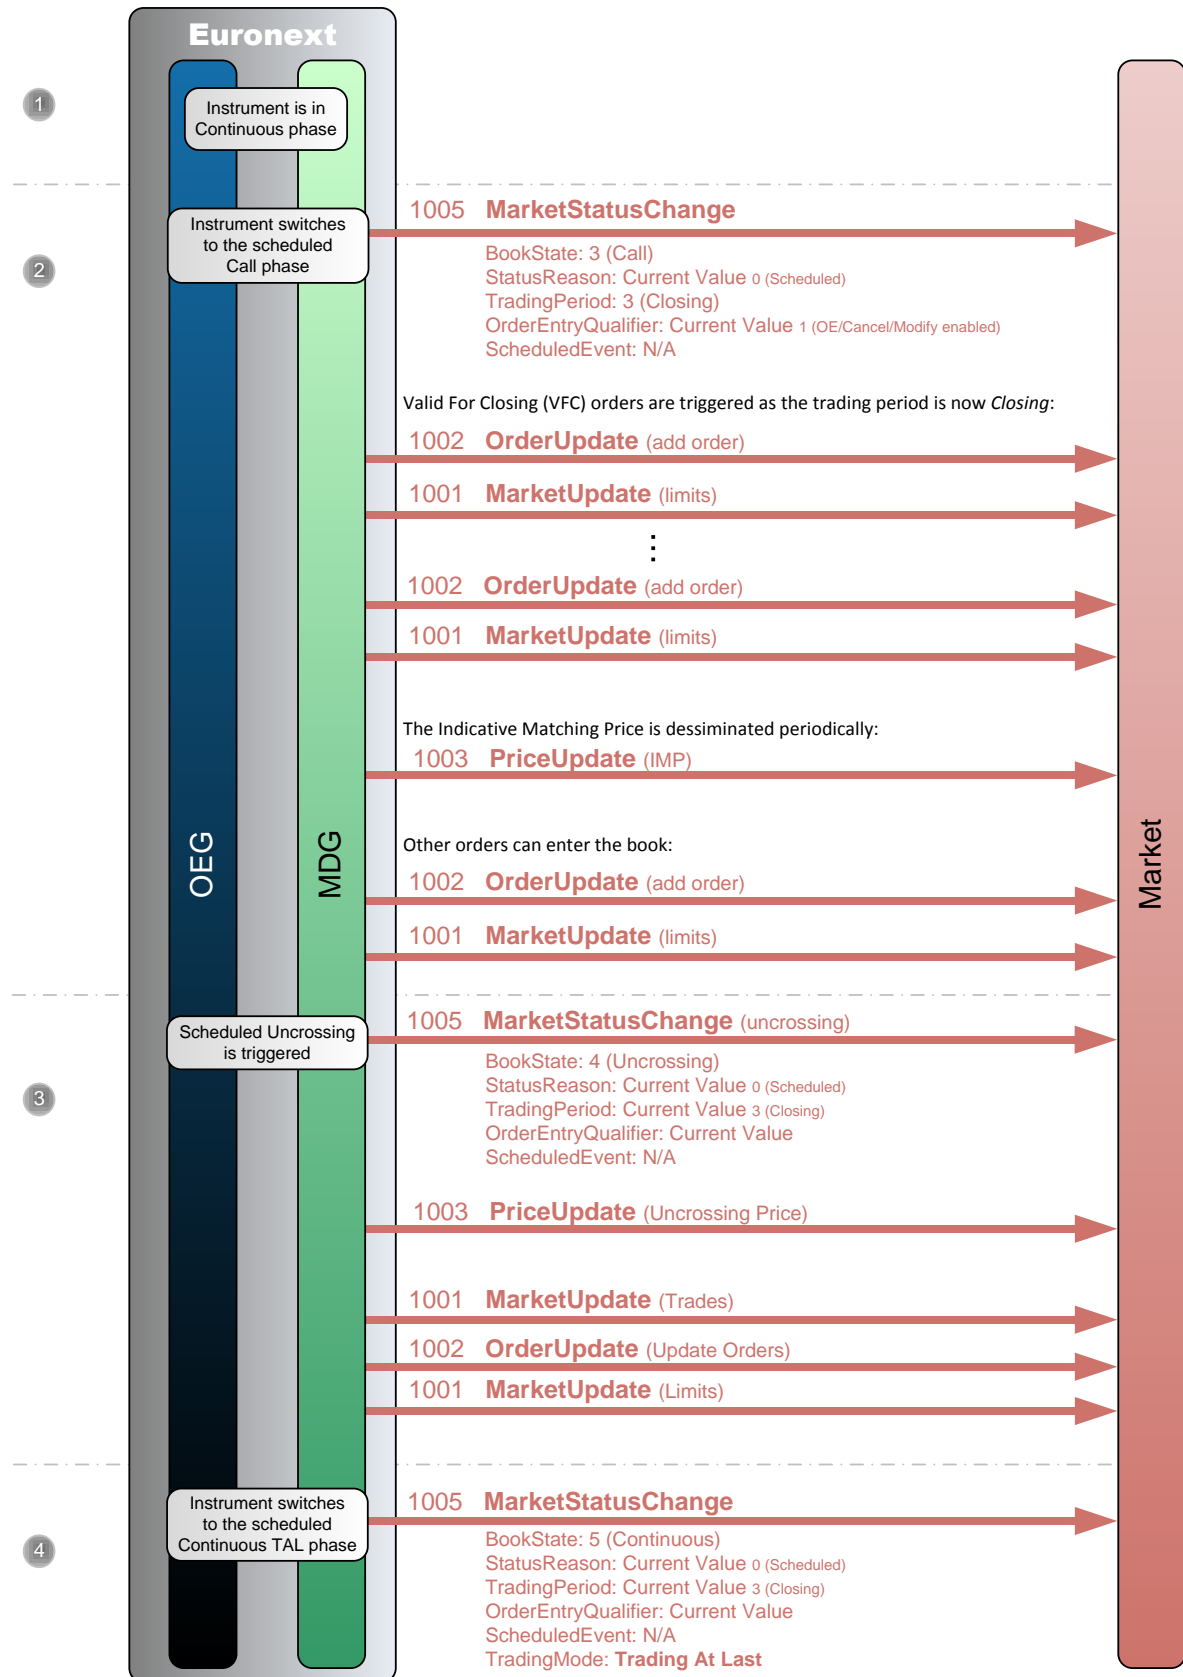 Euronext
1
Instrument is in
Continuous phase
2
Instrument switches
to the scheduled
Call phase
1005 MarketStatusChange
BookState: 3 (Call)
StatusReason: Current Value 0 (Scheduled)
TradingPeriod: 3 (Closing)
OrderEntryQualifier: Current Value 1 (OE/Cancel/Modify enabled)
ScheduledEvent: N/A
Valid For Closing (VFC) orders are triggered as the trading period is now Closing:
1002 OrderUpdate (add order)
1001 MarketUpdate (limits)
⋮
1002 OrderUpdate (add order)
1001 MarketUpdate (limits)
The Indicative Matching Price is dessiminated periodically:
1003 PriceUpdate (IMP)
OEG
MDG
Market
Other orders can enter the book:
1002 OrderUpdate (add order)
1001 MarketUpdate (limits)
3
Scheduled Uncrossing
is triggered
1005 MarketStatusChange (uncrossing)
BookState: 4 (Uncrossing)
StatusReason: Current Value 0 (Scheduled)
TradingPeriod: Current Value 3 (Closing)
OrderEntryQualifier: Current Value
ScheduledEvent: N/A
1003 PriceUpdate (Uncrossing Price)
1001 MarketUpdate (Trades)
1002 OrderUpdate (Update Orders)
1001 MarketUpdate (Limits)
4
Instrument switches
to the scheduled
Continuous TAL phase
1005 MarketStatusChange
BookState: 5 (Continuous)
StatusReason: Current Value 0 (Scheduled)
TradingPeriod: Current Value 3 (Closing)
OrderEntryQualifier: Current Value
ScheduledEvent: N/A
TradingMode: Trading At Last